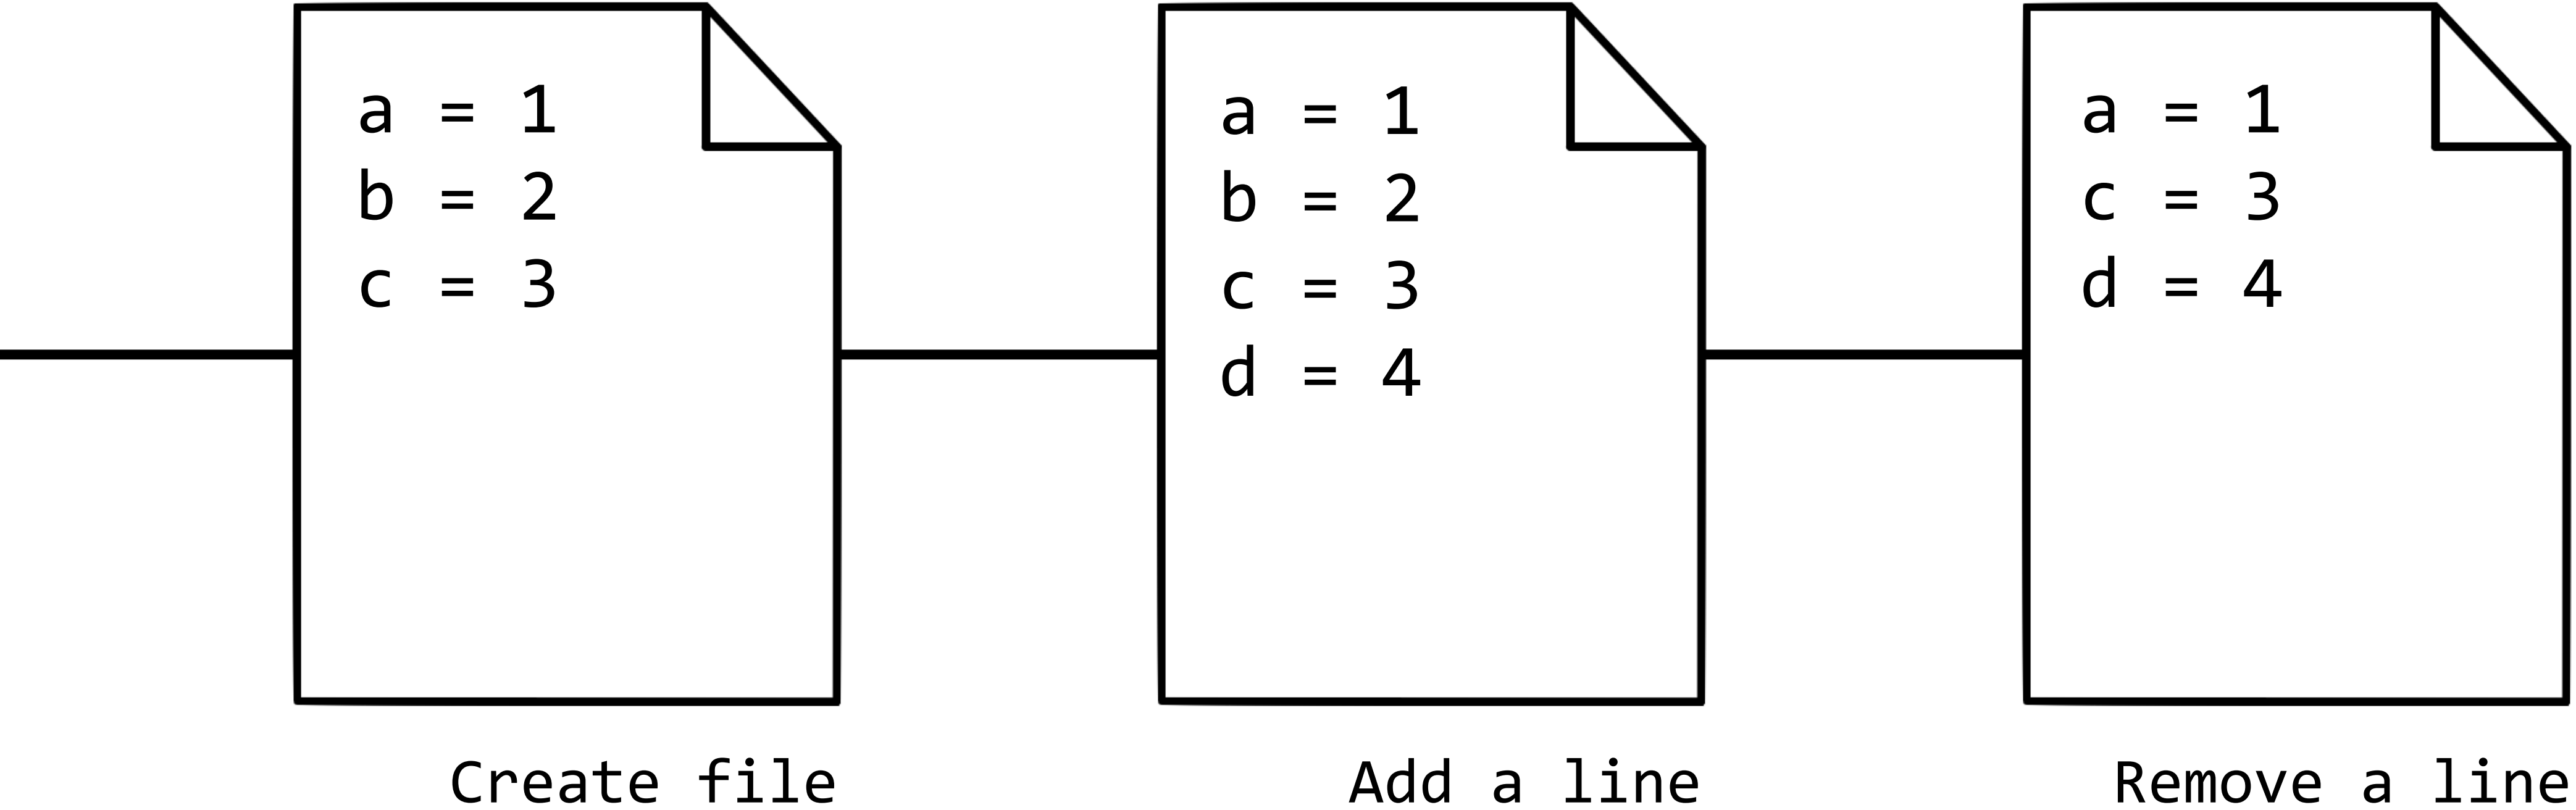 a = 1
b = 2
c = 3
Create file
a = 1
b = 2
c = 3
d = 4
Add a line
a = 1
c = 3
d = 4
Remove a line